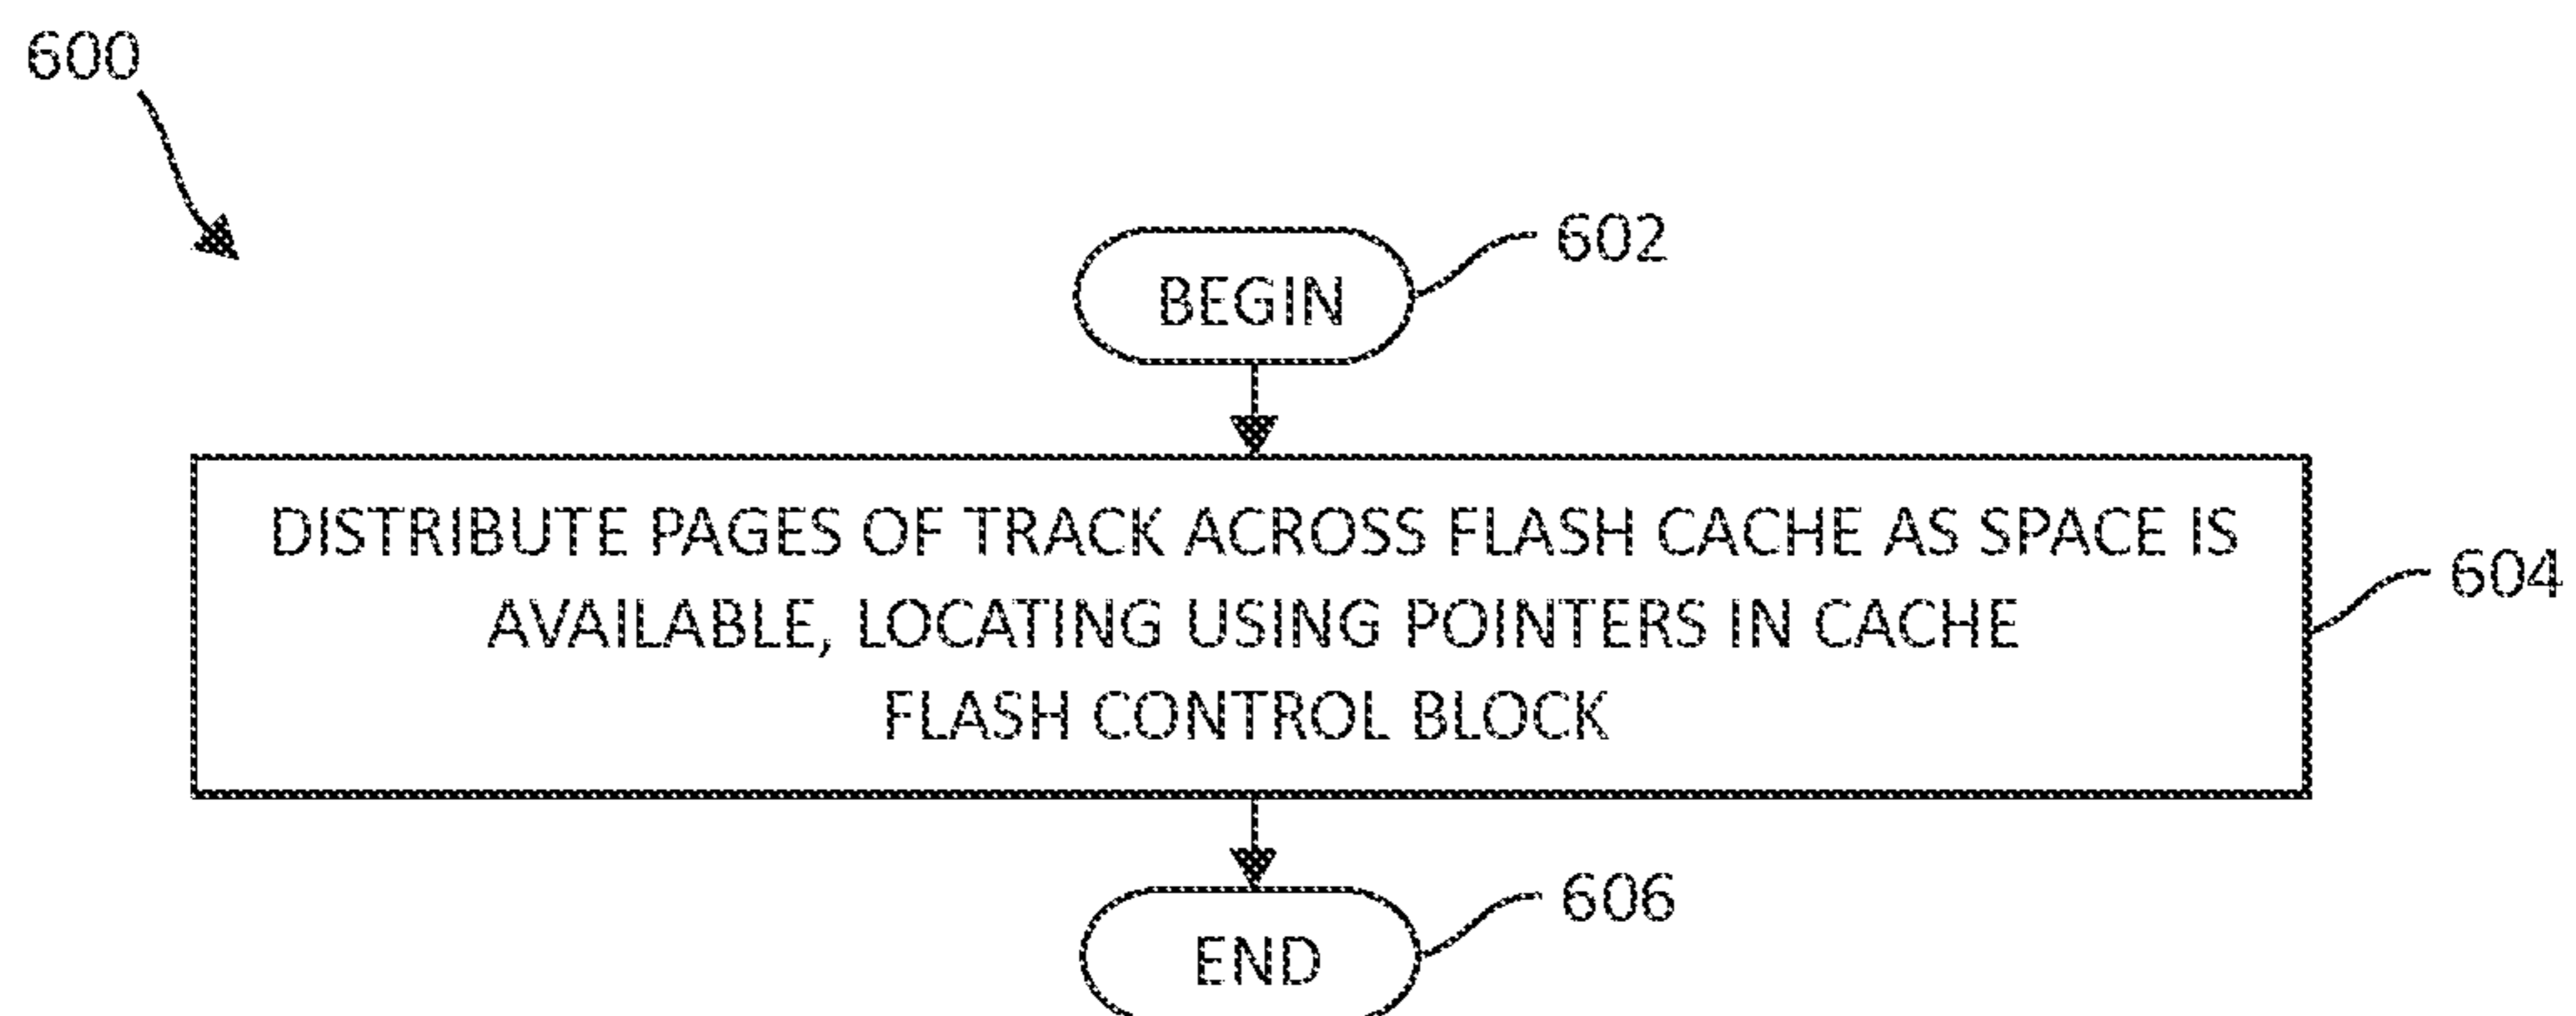 600
602
BEGIN
DISTRIBUTE PAGES OF TRACK ACROSS FLASH CACHE AS SPACE IS
AVAILABLE, LOCATING USING POINTERS IN CACHE
FLASH CONTROL BLOCK
604
606
END